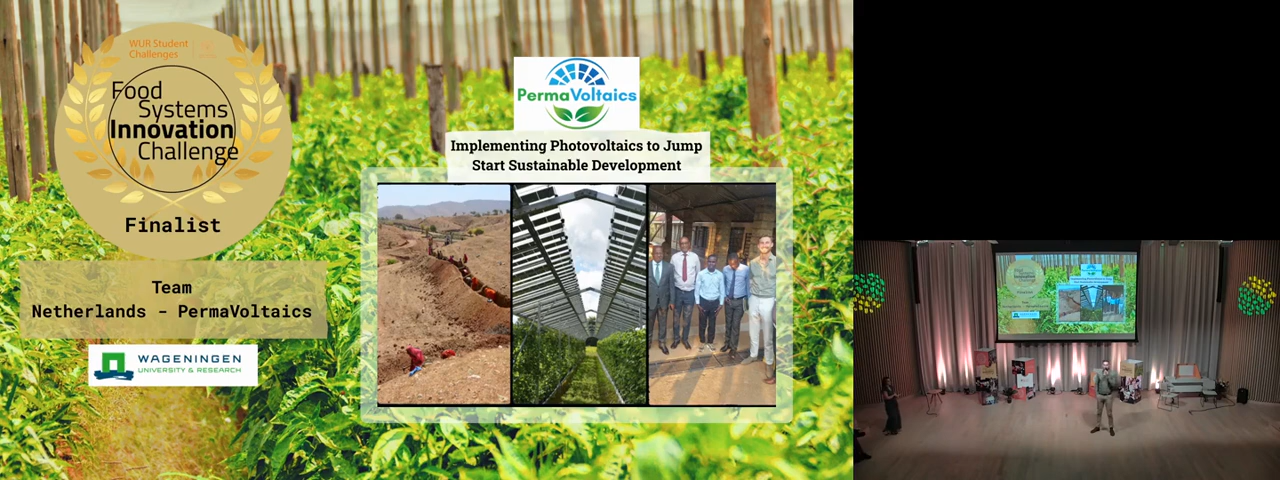 WUR Student
Challenges
Food
Systems
Innovation
Challenge
Finalist
Team
Netherlands - PermaVoltaics
WAGENINGEN
UNIVERSITY & RESEARCH
PermaVoltaics
Implementing Photovoltaics to Jump
Start Sustainable Development